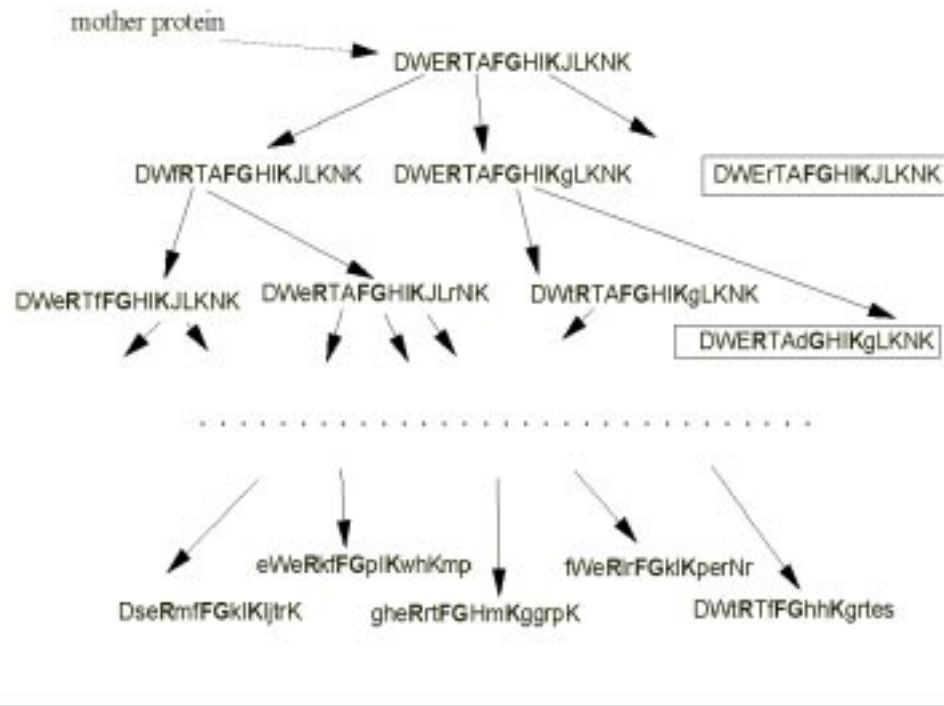 mother protein
DWERTAFGHIKJLKNK
DWfRTAFGHIKJLKNK DWERTAFGHIKgLKNK DWErTAFGHIKJLKNK
DWeRTfFGHIKJLKNK DWeRTAFGHIKJLrNK DWtRTAFGHIKgLKNK
DWERTAdGHIKgLKNK
eWeRkfFGplKwhKmp fWeRlrFGklKperNr
DseRmfFGklKljtrK gheRrtFGHmKggrpK DWtRTfFGhhKgrtes